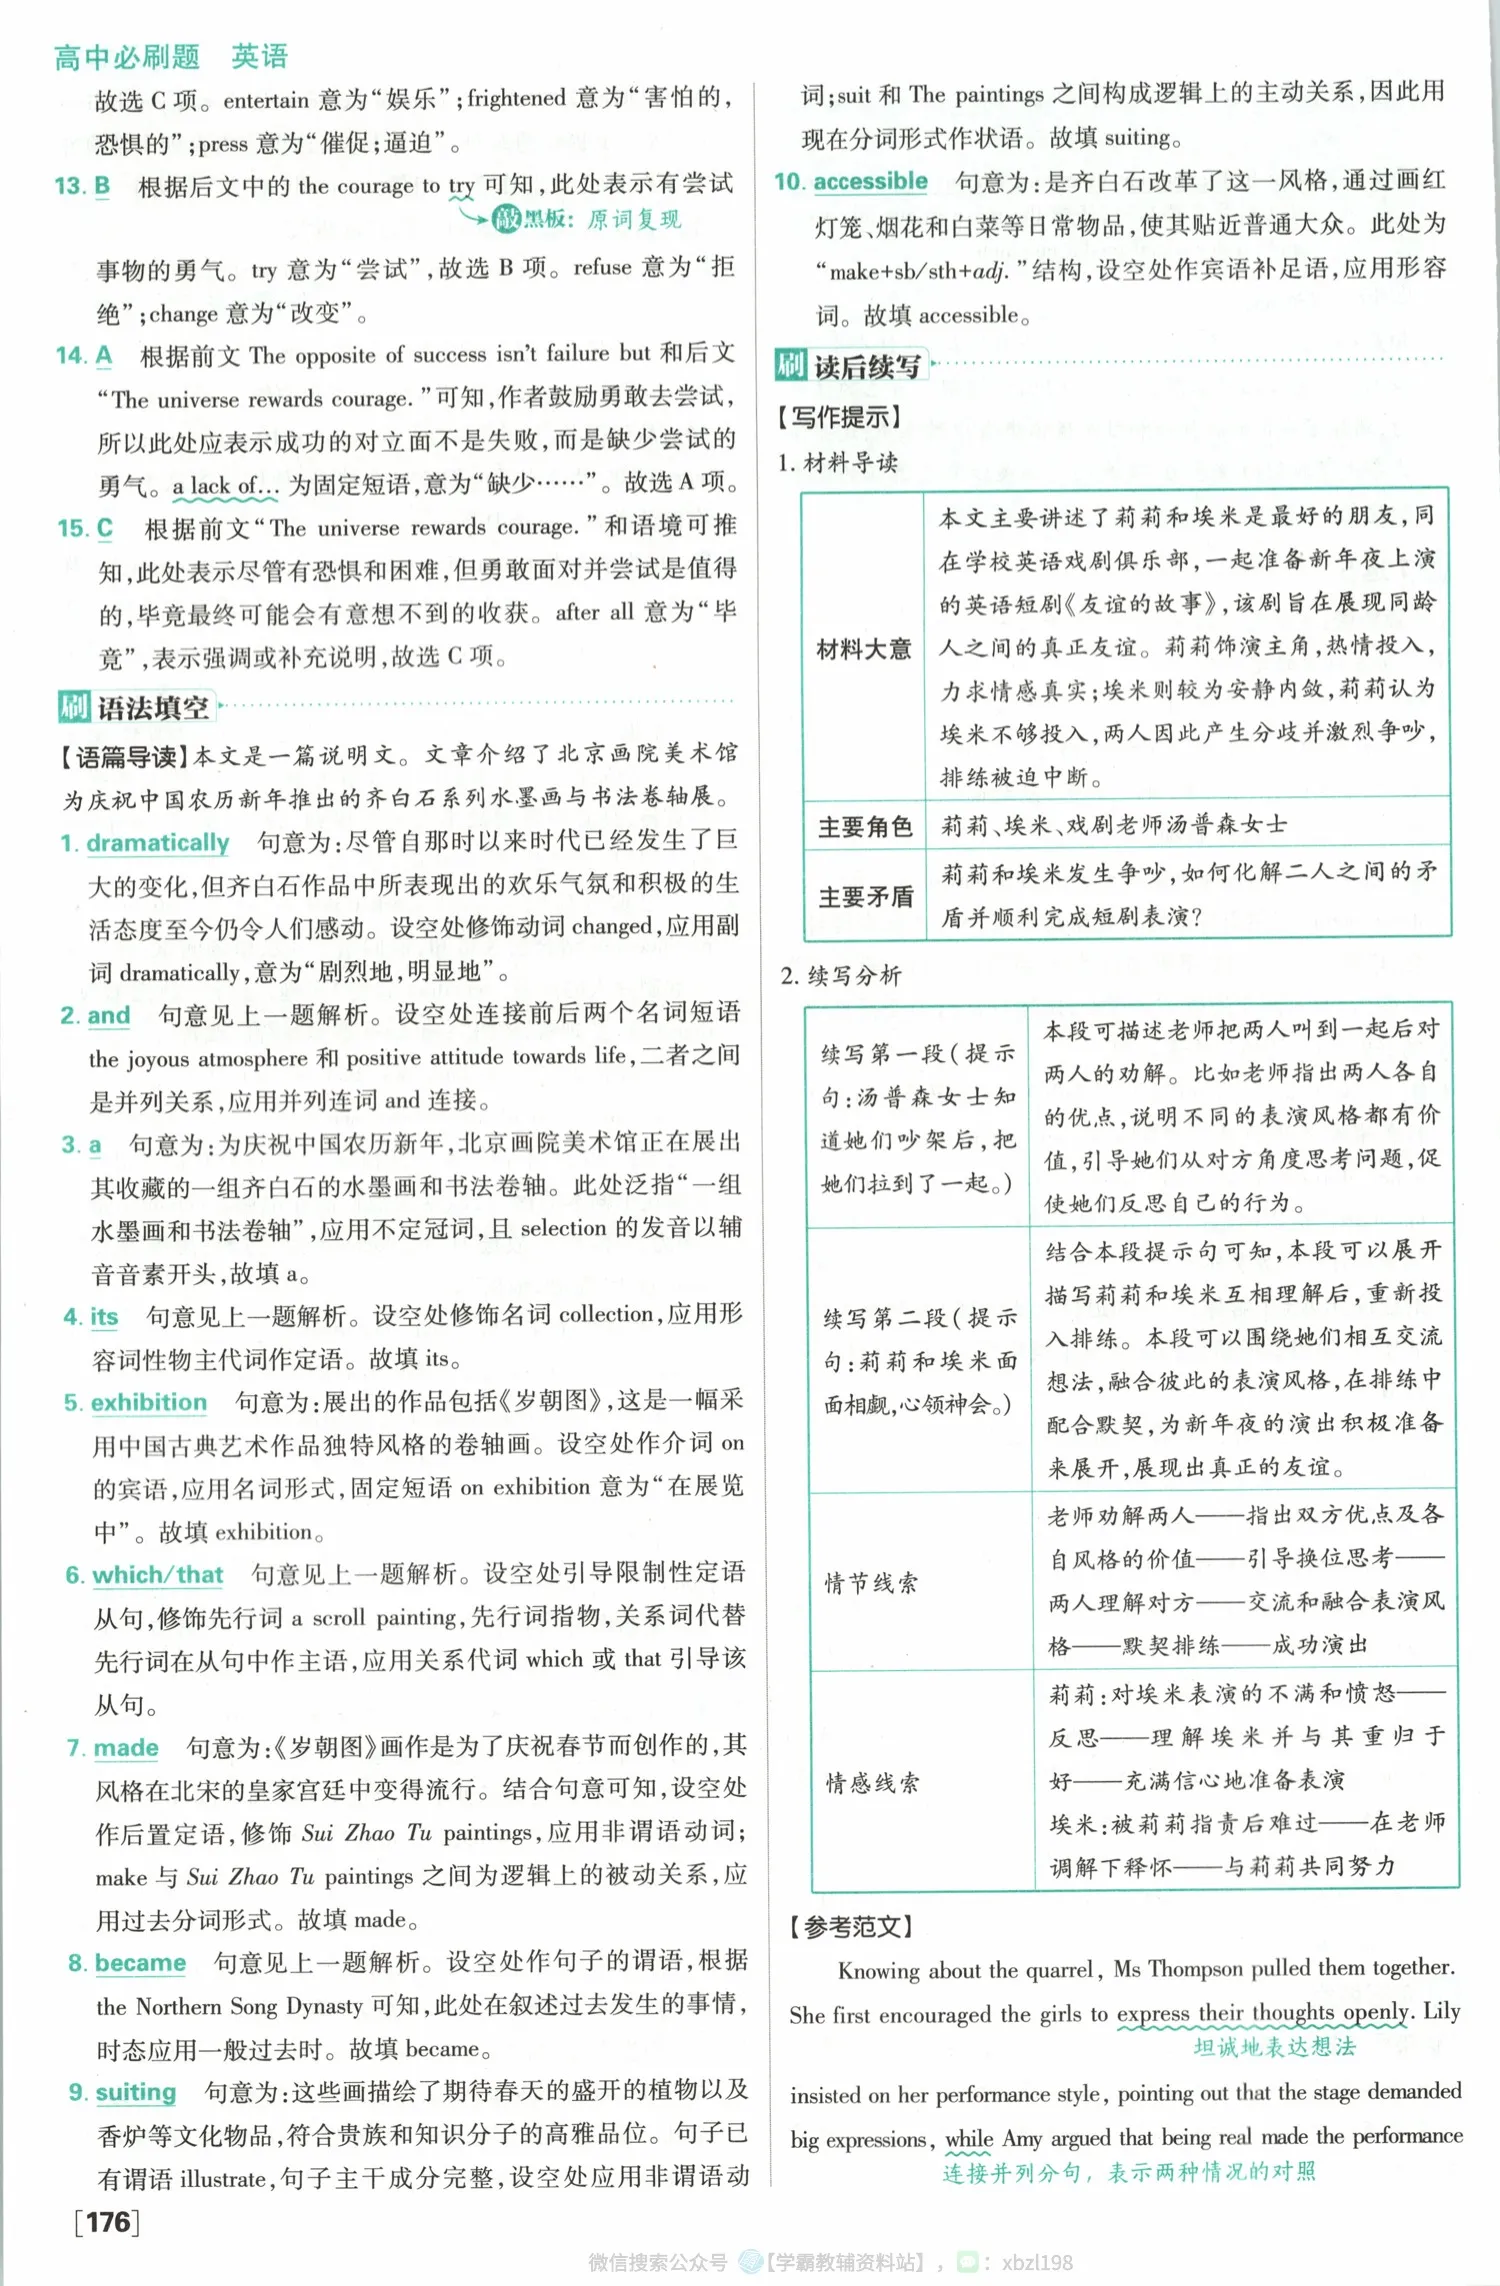 高中必刷题 英语
故选 C 项。entertain 意为“娱乐”;frightened 意为“害怕的,
恐惧的”;press 意为“催促;逼迫”。
13. B 根据后文中的 the courage to try 可知,此处表示有尝试
敲黑板：原词复现
事物的勇气。try 意为“尝试”,故选 B 项。refuse 意为“拒
绝”;change 意为“改变”。
14. A 根据前文 The opposite of success isn't failure but 和后文
“The universe rewards courage. ”可知,作者鼓励勇敢去尝试,
所以此处应表示成功的对立面不是失败,而是缺少尝试的
勇气。a lack of… 为固定短语,意为“缺少……”。故选 A 项。
15. C 根据前文“The universe rewards courage. ”和语境可推
知,此处表示尽管有恐惧和困难,但勇敢面对并尝试是值得
的,毕竟最终可能会有意想不到的收获。after all 意为“毕
竟”,表示强调或补充说明,故选 C 项。
刷 语法填空
【语篇导读】本文是一篇说明文。文章介绍了北京画院美术馆
为庆祝中国农历新年推出的齐白石系列水墨画与书法卷轴展。
1. dramatically 句意为:尽管自那时以来时代已经发生了巨
大的变化,但齐白石作品中所表现出的欢乐气氛和积极的生
活态度至今仍令人们感动。设空处修饰动词 changed,应用副
词 dramatically,意为“剧烈地,明显地”。
2. and 句意见上一题解析。设空处连接前后两个名词短语
the joyous atmosphere 和 positive attitude towards life,二者之间
是并列关系,应用并列连词 and 连接。
3. a 句意为:为庆祝中国农历新年,北京画院美术馆正在展出
其收藏的一组齐白石的水墨画和书法卷轴。此处泛指“一组
水墨画和书法卷轴”,应用不定冠词,且 selection 的发音以辅
音音素开头,故填 a。
4. its 句意见上一题解析。设空处修饰名词 collection,应用形
容词性物主代词作定语。故填 its。
5. exhibition 句意为:展出的作品包括《岁朝图》,这是一幅采
用中国古典艺术作品独特风格的卷轴画。设空处作介词 on
的宾语,应用名词形式,固定短语 on exhibition 意为“在展览
中”。故填 exhibition。
6. which/that 句意见上一题解析。设空处引导限制性定语
从句,修饰先行词 a scroll painting,先行词指物,关系词代替
先行词在从句中作主语,应用关系代词 which 或 that 引导该
从句。
7. made 句意为:《岁朝图》画作是为了庆祝春节而创作的,其
风格在北宋的皇家宫廷中变得流行。结合句意可知,设空处
作后置定语,修饰 Sui Zhao Tu paintings,应用非谓语动词;
make 与 Sui Zhao Tu paintings 之间为逻辑上的被动关系,应
用过去分词形式。故填 made。
8. became 句意见上一题解析。设空处作句子的谓语,根据
the Northern Song Dynasty 可知,此处在叙述过去发生的事情,
时态应用一般过去时。故填 became。
9. suiting 句意为:这些画描绘了期待春天的盛开的植物以及
香炉等文化物品,符合贵族和知识分子的高雅品位。句子已
有谓语 illustrate,句子主干成分完整,设空处应用非谓语动
[176]
词;suit 和 The paintings 之间构成逻辑上的主动关系,因此用
现在分词形式作状语。故填 suiting。
10. accessible 句意为:是齐白石改革了这一风格,通过画红
灯笼、烟花和白菜等日常物品,使其贴近普通大众。此处为
“make+sb/sth+adj. ”结构,设空处作宾语补足语,应用形容
词。故填 accessible。
刷 读后续写
【写作提示】
1. 材料导读
材料大意
本文主要讲述了莉莉和埃米是最好的朋友,同
在学校英语戏剧俱乐部,一起准备新年夜上演
的英语短剧《友谊的故事》,该剧旨在展现同龄
人之间的真正友谊。莉莉饰演主角,热情投入,
力求情感真实;埃米则较为安静内敛,莉莉认为
埃米不够投入,两人因此产生分歧并激烈争吵,
排练被迫中断。
主要角色
莉莉、埃米、戏剧老师汤普森女士
主要矛盾
莉莉和埃米发生争吵,如何化解二人之间的矛
盾并顺利完成短剧表演?
2. 续写分析
续写第一段(提示
句:汤普森女士知
道她们吵架后,把
她们拉到了一起。)
本段可描述老师把两人叫到一起后对
两人的劝解。比如老师指出两人各自
的优点,说明不同的表演风格都有价
值,引导她们从对方角度思考问题,促
使她们反思自己的行为。
续写第二段(提示
句:莉莉和埃米面
面相觑,心领神会。)
结合本段提示句可知,本段可以展开
描写莉莉和埃米互相理解后,重新投
入排练。本段可以围绕她们相互交流
想法,融合彼此的表演风格,在排练中
配合默契,为新年夜的演出积极准备
来展开,展现出真正的友谊。
情节线索
老师劝解两人——指出双方优点及各
自风格的价值——引导换位思考——
两人理解对方——交流和融合表演风
格——默契排练——成功演出
情感线索
莉莉:对埃米表演的不满和愤怒——
反思——理解埃米并与其重归于
好——充满信心地准备表演
埃米:被莉莉指责后难过——在老师
调解下释怀——与莉莉共同努力
【参考范文】
Knowing about the quarrel, Ms Thompson pulled them together.
She first encouraged the girls to express their thoughts openly. Lily
坦诚地表达想法
insisted on her performance style, pointing out that the stage demanded
big expressions, while Amy argued that being real made the performance
连接并列分句，表示两种情况的对照
微信搜索公众号【学霸教辅资料站】，：xbzl198